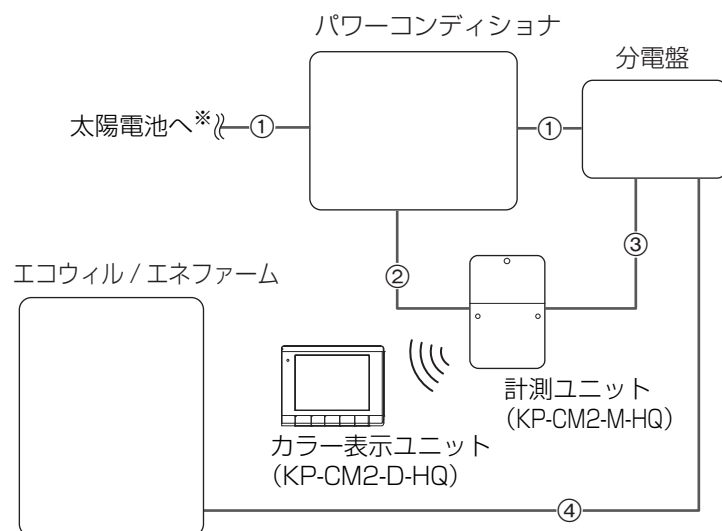 パワーコンディショナ
分電盤
太陽電池へ※
①
①
③
②
エコウィル / エネファーム
計測ユニット
(KP-CM2-M-HQ)
カラー表示ユニット
(KP-CM2-D-HQ)
④